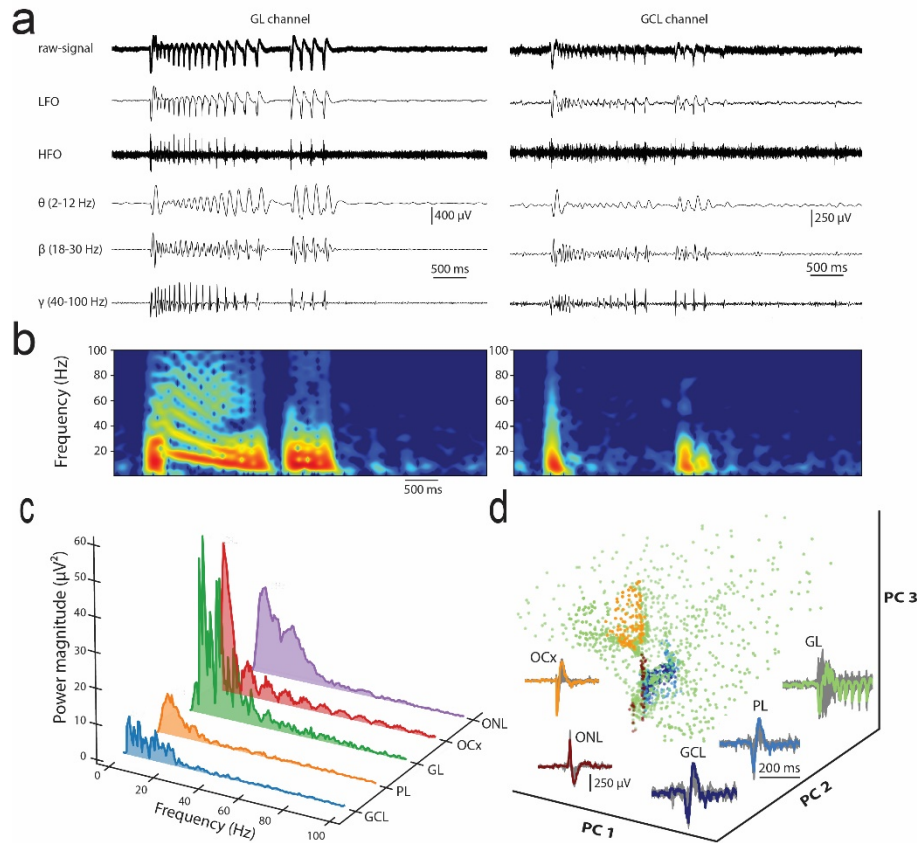 a
GL channel
GCL channel
raw-signal
LFO
HFO
θ (2-12 Hz)
400 µV
250 µV
β (18-30 Hz)
500 ms
500 ms
γ (40-100 Hz)
b
Frequency (Hz)
100
80
60
40
20
100
80
60
40
20
500 ms
c
Power magnitude (µV²)
60
50
40
30
20
10
0
0
20
40
60
80
100
Frequency (Hz)
ONL
OCx
GL
PL
GCL
d
PC 3
OCx
GL
ONL
PL
GCL
250 µV
200 ms
PC 1
PC 2